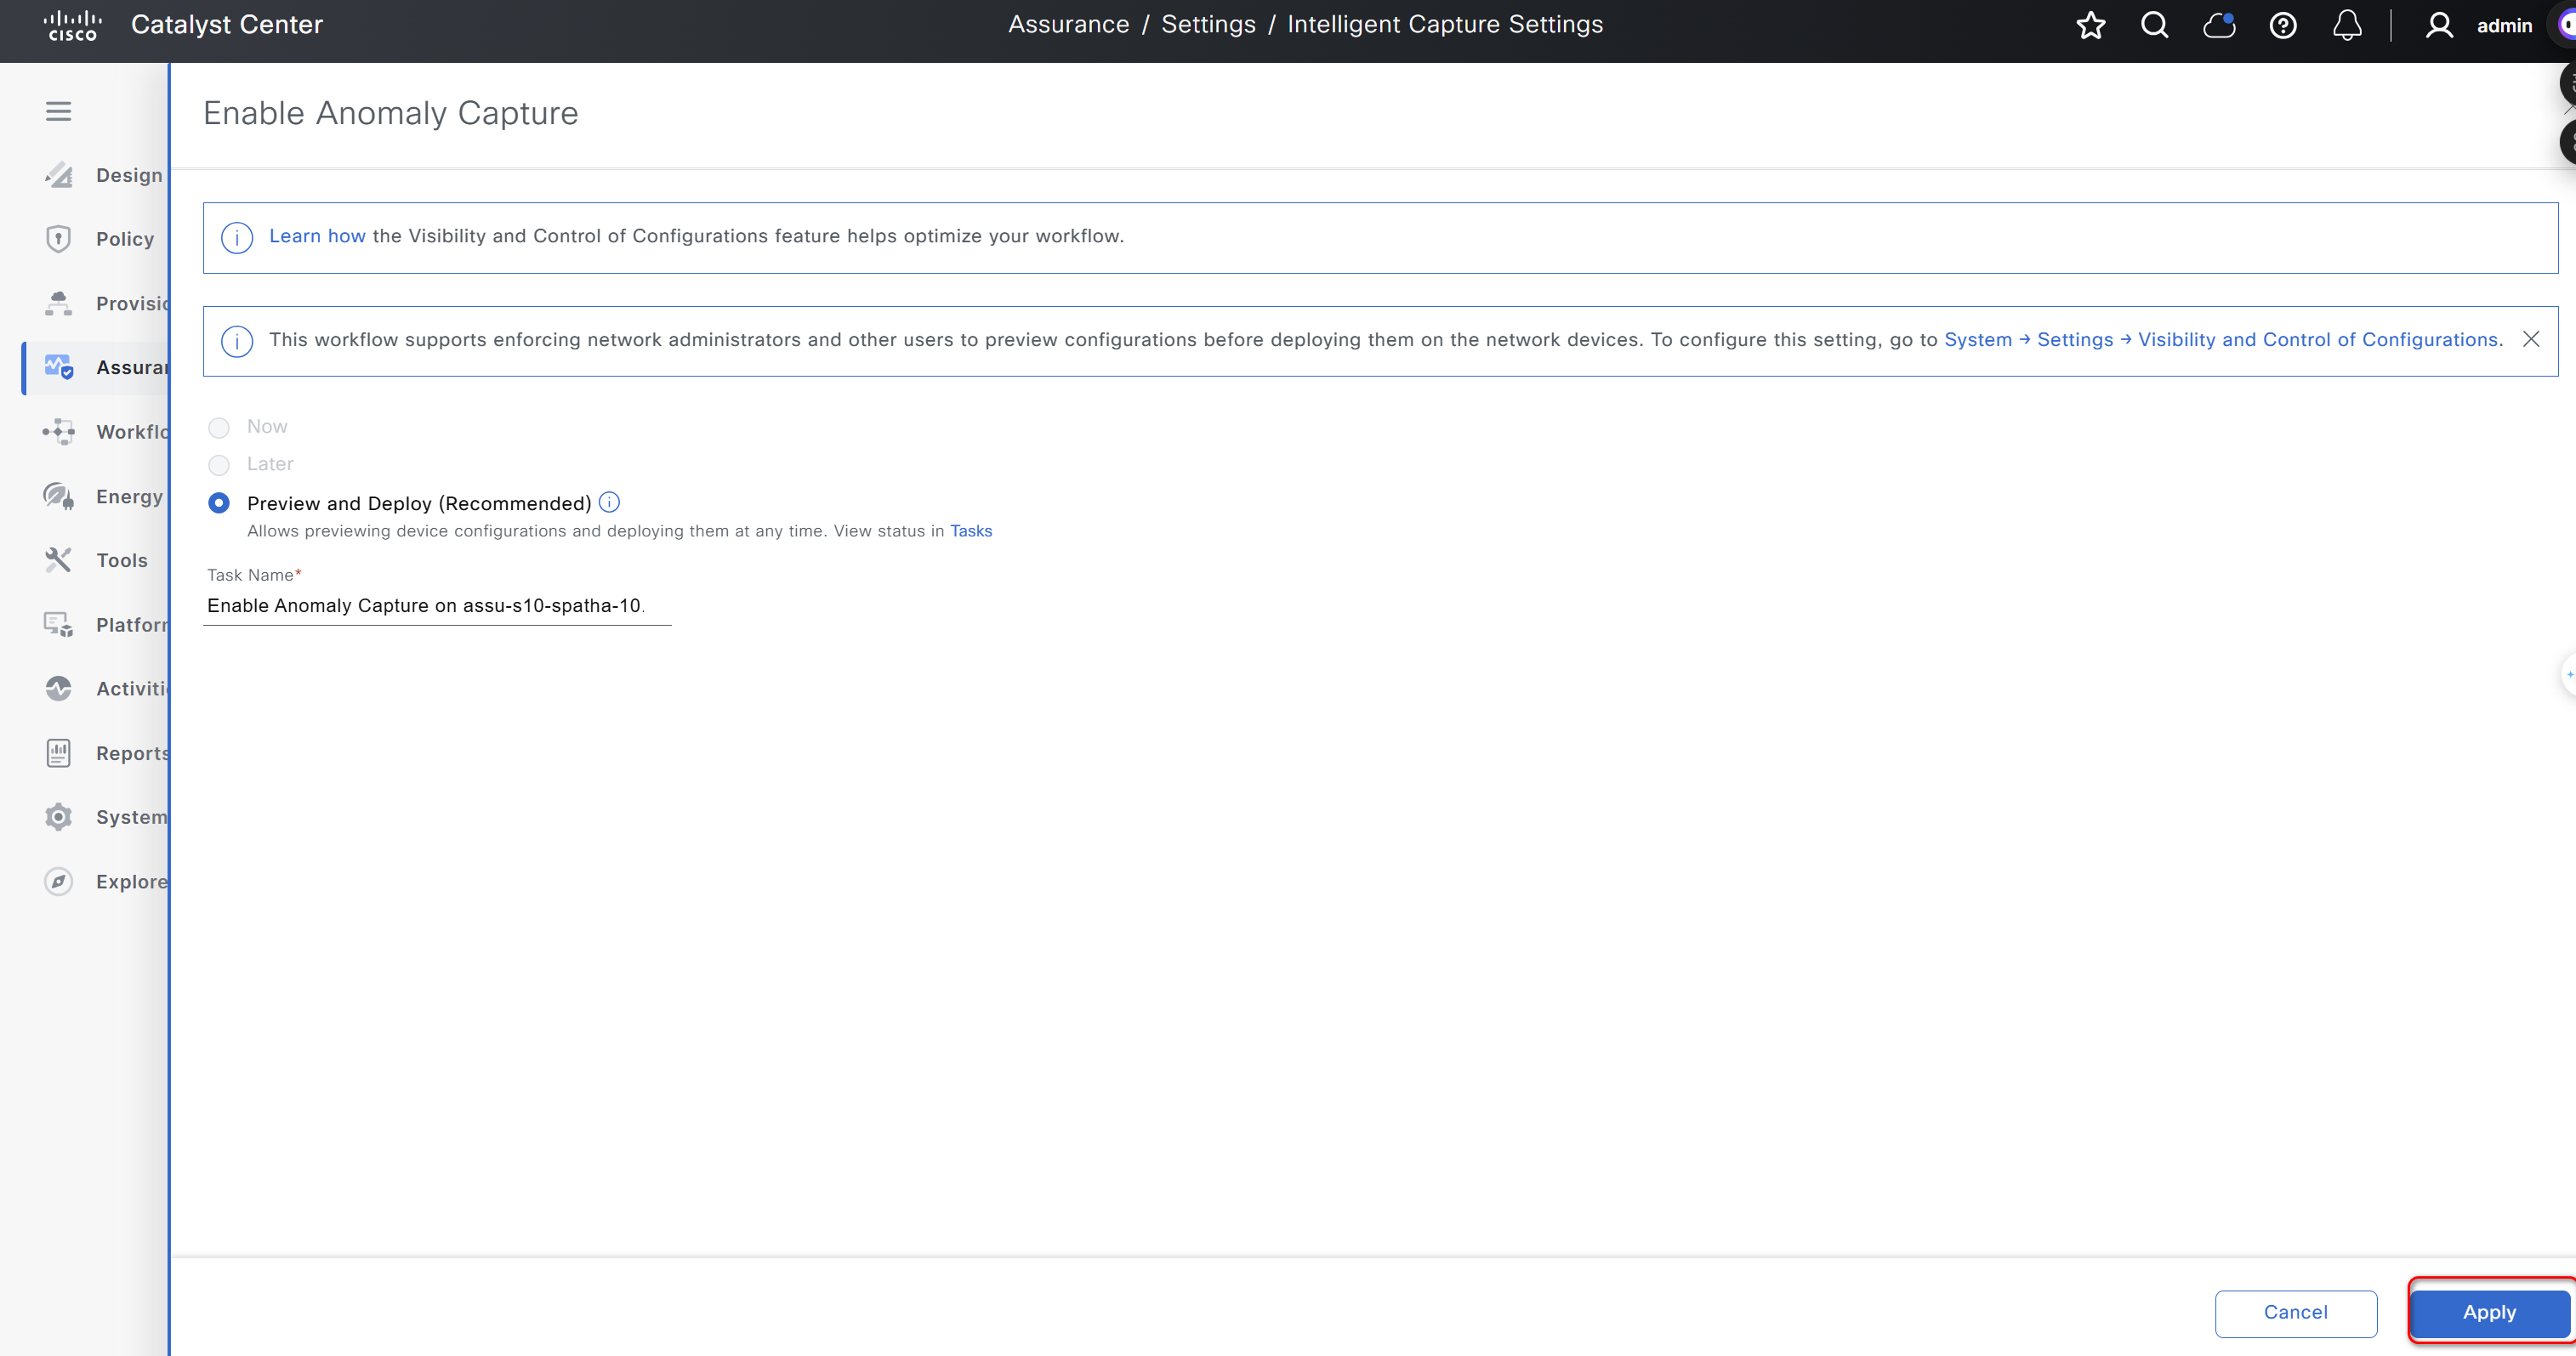 cisco Catalyst Center
Assurance / Settings / Intelligent Capture Settings
admin
Enable Anomaly Capture
Design
Policy
Provisio
Assurar
Workflo
Energy
Tools
Platforr
Activiti
Reports
System
Explore
Learn how the Visibility and Control of Configurations feature helps optimize your workflow.
This workflow supports enforcing network administrators and other users to preview configurations before deploying them on the network devices. To configure this setting, go to System → Settings → Visibility and Control of Configurations.
Now
Later
Preview and Deploy (Recommended)
Allows previewing device configurations and deploying them at any time. View status in Tasks
Task Name*
Enable Anomaly Capture on assu-s10-spatha-10.
Cancel
Apply